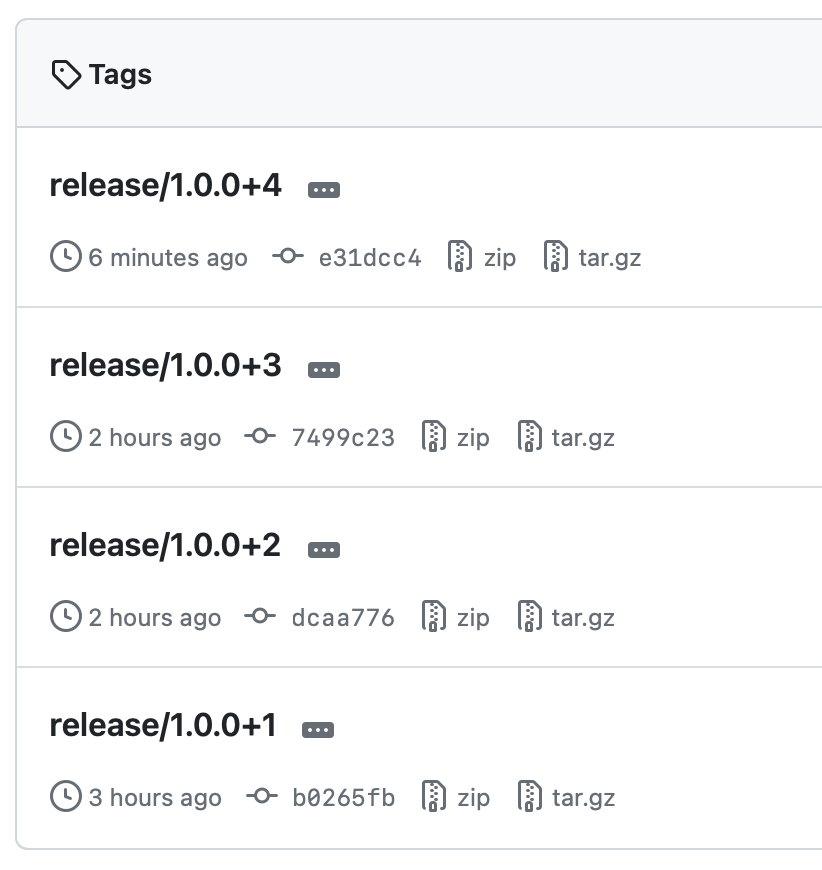 Tags
release/1.0.0+4
6 minutes ago e31dcc4 zip tar.gz
release/1.0.0+3
2 hours ago 7499c23 zip tar.gz
release/1.0.0+2
2 hours ago dcaa776 zip tar.gz
release/1.0.0+1
3 hours ago b0265fb zip tar.gz